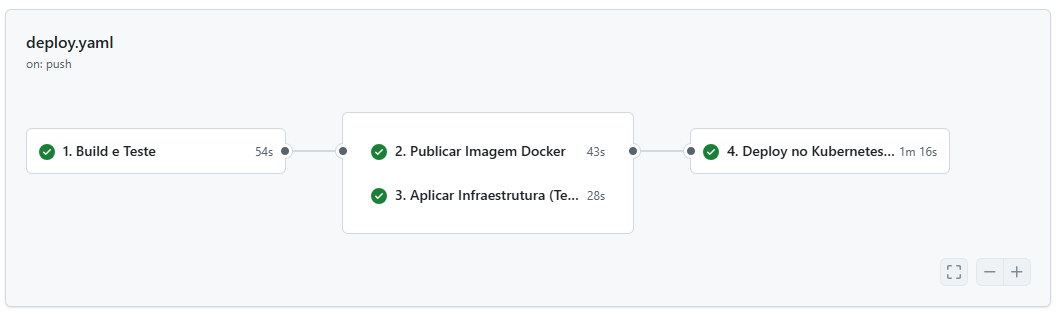 deploy.yaml
on: push
1. Build e Teste 54s
2. Publicar Imagem Docker 43s
3. Aplicar Infraestrutura (Te... 28s
4. Deploy no Kubernetes... 1m 16s